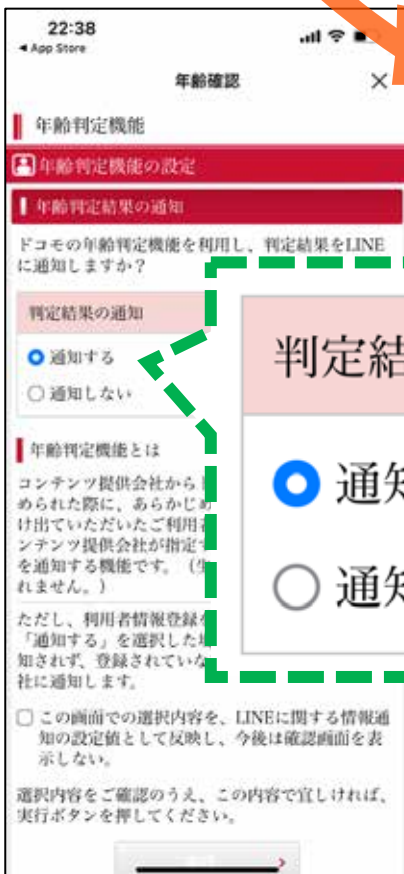 22:38
◀ App Store
年齢確認
年齢判定機能
年齢判定機能の設定
年齢判定結果の通知
ドコモの年齢判定機能を利用し、判定結果をLINE
に通知しますか？
判定結果の通知
通知する
通知しない
判定結
通知
通知
年齢判定機能とは
コンテンツ提供会社から
められた際に、あらかじめ
け出ていただいたご利用者
ンテンツ提供会社が指定す
を通知する機能です。（生
れません。）
ただし、利用者情報登録を
「通知する」を選択した場
知されず、登録されていな
社に通知します。
この画面での選択内容を、LINEに関する情報通
知の設定値として反映し、今後は確認画面を表
示しない。
選択内容をご確認のうえ、この内容で宜しければ、
実行ボタンを押してください。